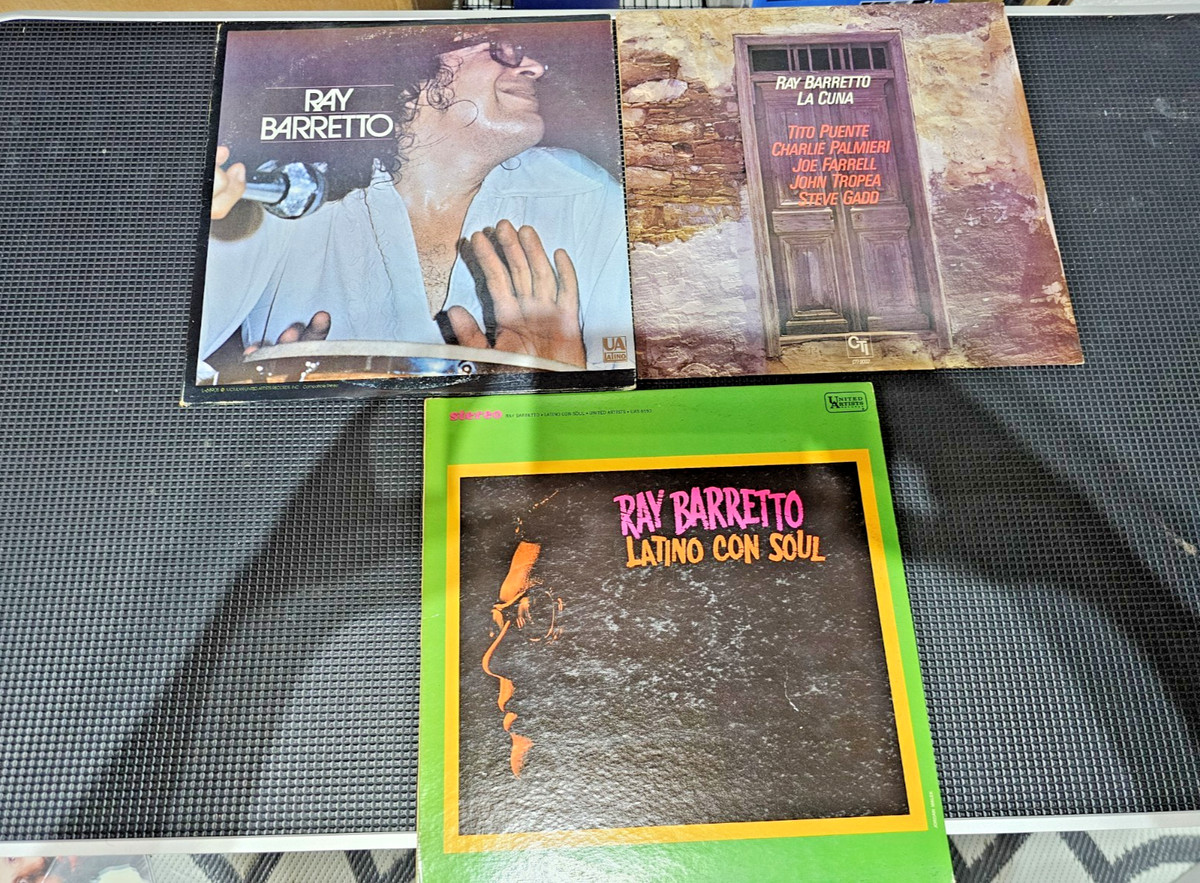 RAY
BARRETTO
UA
LATINO
RAY BARRETTO
LA CUNA
TITO PUENTE
CHARLIE PALMIERI
JOE FARRELL
JOHN TROPEA
STEVE GADD
CTi
stereo RAY BARRETTO • LATINO CON SOUL • UNITED ARTISTS •
UNITED
ARTISTS
RAY BARRETTO
LATINO CON SOUL